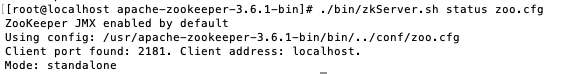 [[root@localhost apache-zookeeper-3.6.1-bin]# ./bin/zkServer.sh status zoo.cfg
ZooKeeper JMX enabled by default
Using config: /usr/apache-zookeeper-3.6.1-bin/bin/../conf/zoo.cfg
Client port found: 2181. Client address: localhost.
Mode: standalone